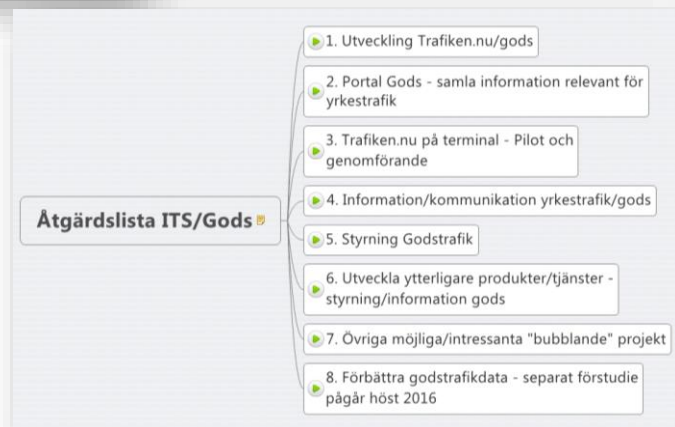 Åtgärdslista ITS/Gods
1. Utveckling Trafiken.nu/gods
2. Portal Gods - samla information relevant för
yrkestrafik
3. Trafiken.nu på terminal - Pilot och
genomförande
4. Information/kommunikation yrkestrafik/gods
5. Styrning Godstrafik
6. Utveckla ytterligare produkter/tjänster -
styrning/information gods
7. Övriga möjliga/intressanta "bubblande" projekt
8. Förbättra godstrafikdata - separat förstudie
pågår höst 2016